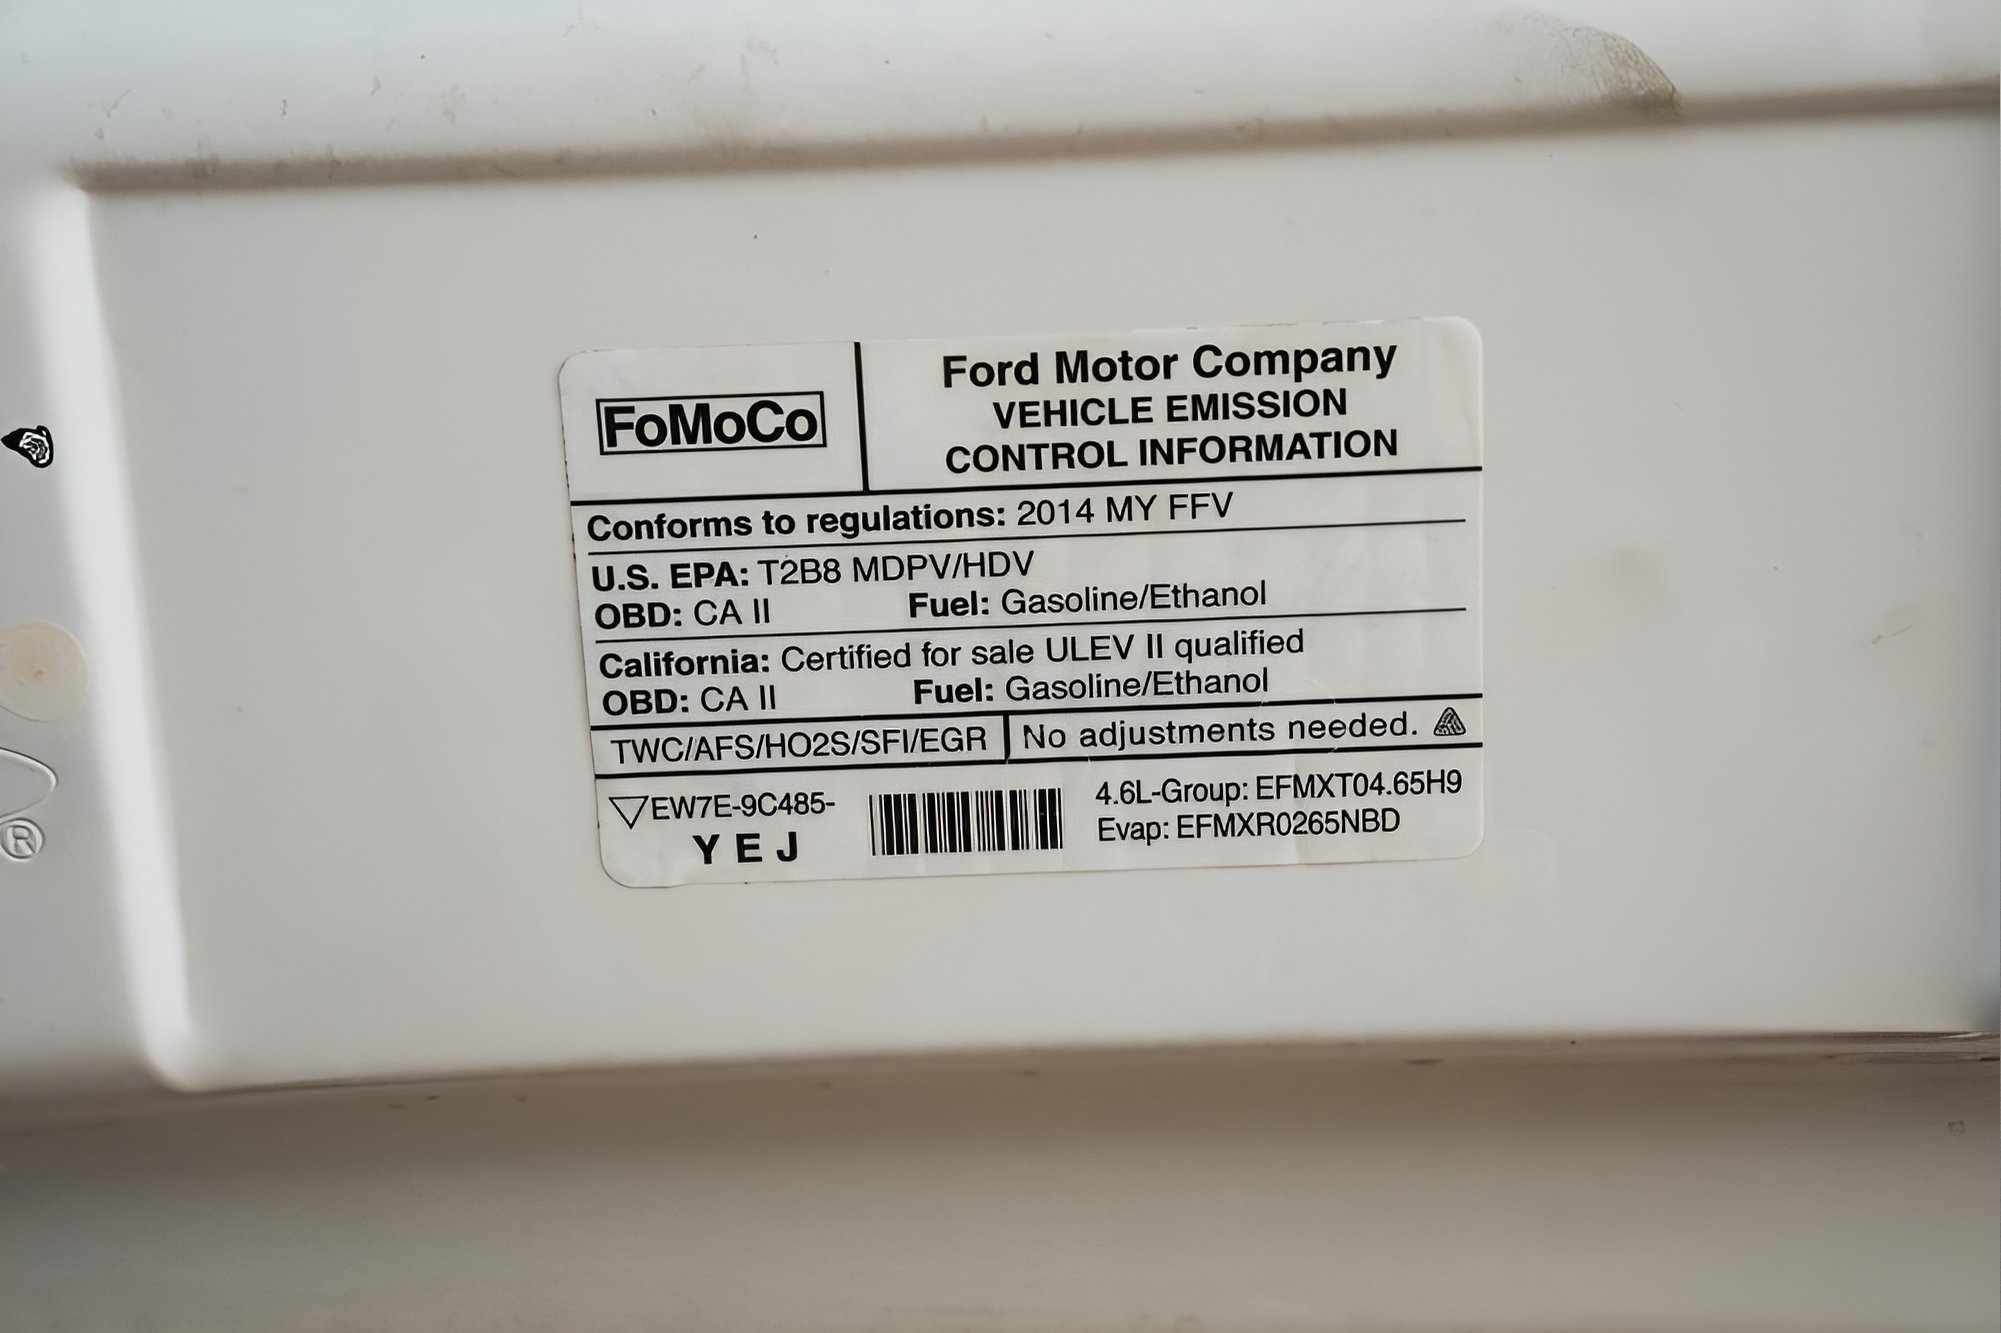 FoMoCo
Ford Motor Company
VEHICLE EMISSION
CONTROL INFORMATION
Conforms to regulations: 2014 MY FFV
U.S. EPA: T2B8 MDPV/HDV
OBD: CA II Fuel: Gasoline/Ethanol
California: Certified for sale ULEV II qualified
OBD: CA II Fuel: Gasoline/Ethanol
TWC/AFS/HO2S/SFI/EGR
No adjustments needed.
EW7E-9C485-
Y E J
4.6L-Group: EFMXT04.65H9
Evap: EFMXR0265NBD
®